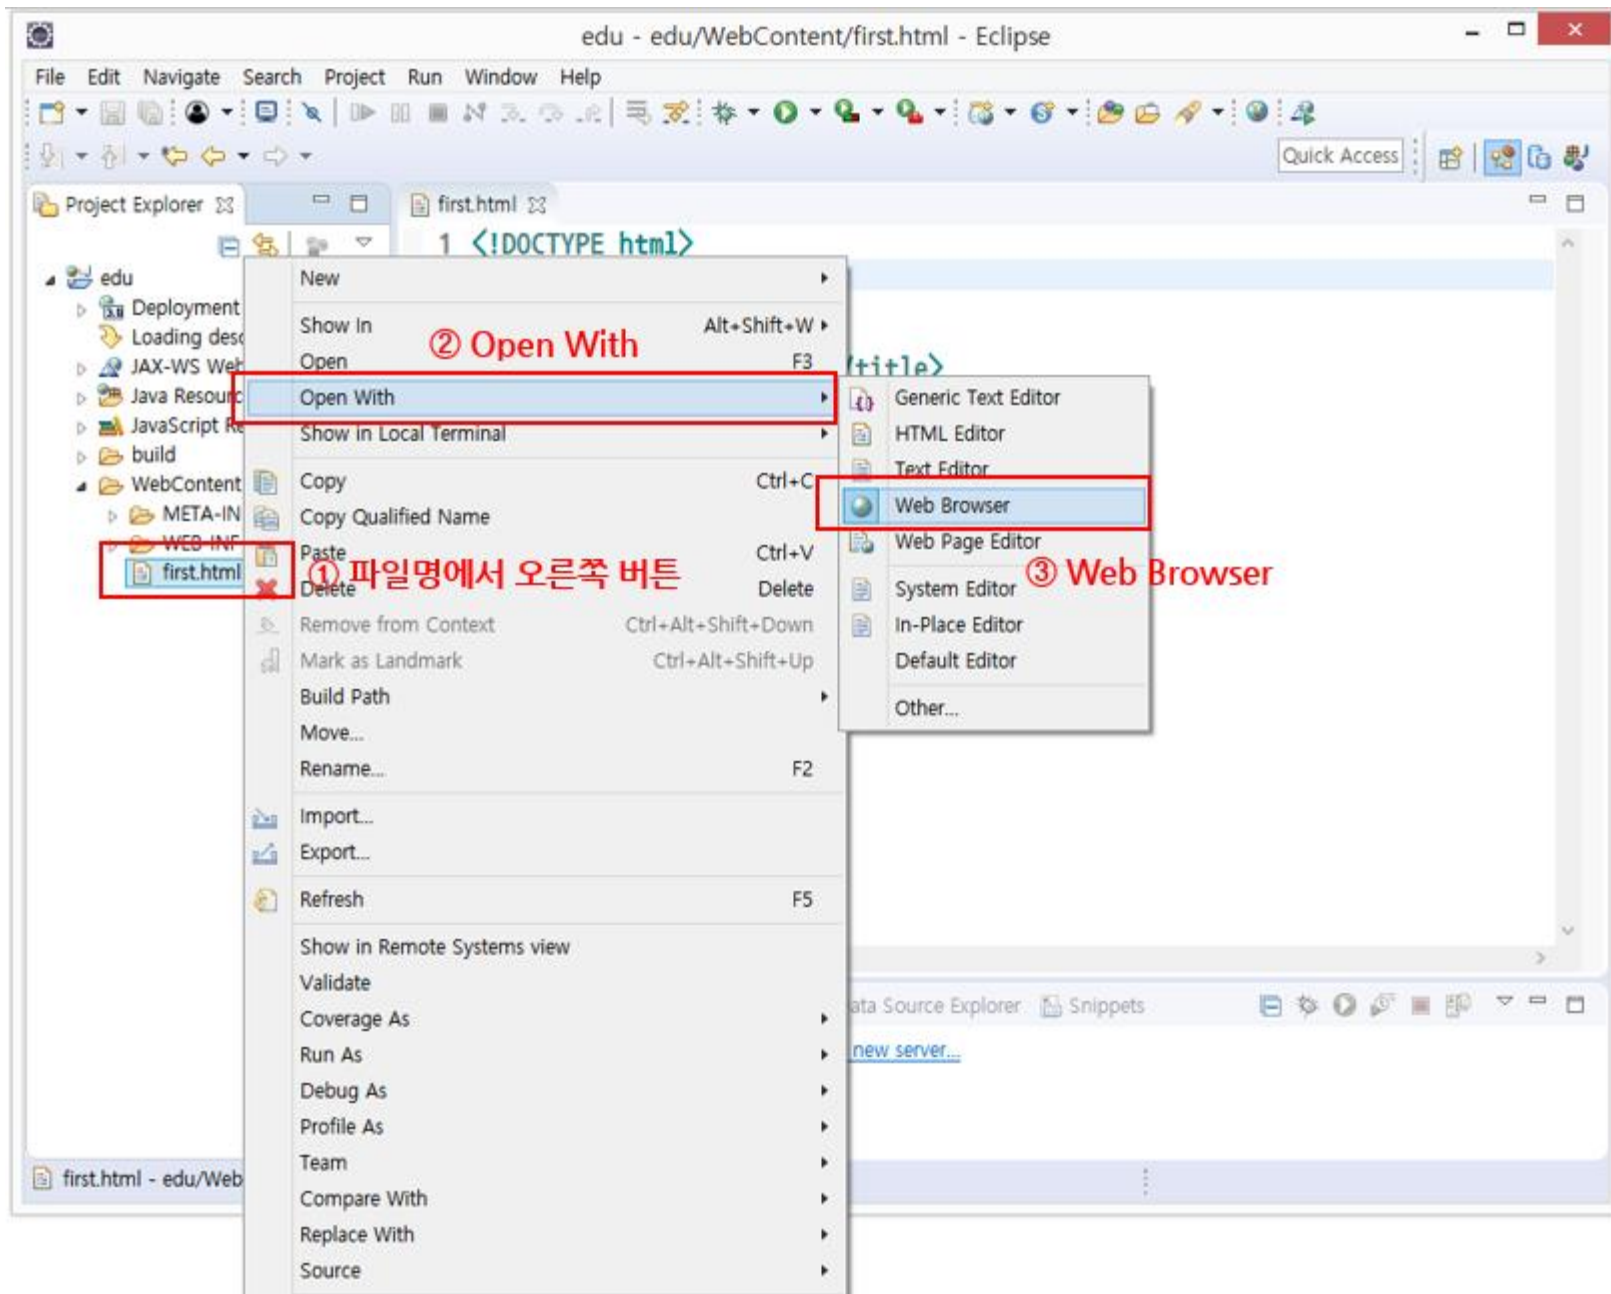 edu - edu/WebContent/first.html - Eclipse
File Edit Navigate Search Project Run Window Help
Quick Access
Project Explorer
first.html
1 <!DOCTYPE html>
/title>
edu
Deployment
Loading desc
JAX-WS Web
Java Resourc
JavaScript Re
build
WebContent
META-IN
WEB-INF
first.html
① 파일명에서 오른쪽 버튼
New
Show In Alt+Shift+W
② Open With
Open F3
Open With
Show in Local Terminal
Copy Ctrl+C
Copy Qualified Name
Paste Ctrl+V
Delete Delete
Remove from Context Ctrl+Alt+Shift+Down
Mark as Landmark Ctrl+Alt+Shift+Up
Build Path
Move...
Rename... F2
Import...
Export...
Refresh F5
Show in Remote Systems view
Validate
Coverage As
Run As
Debug As
Profile As
Team
Compare With
Replace With
Source
Generic Text Editor
HTML Editor
Text Editor
Web Browser
Web Page Editor
③ Web Browser
System Editor
In-Place Editor
Default Editor
Other...
ata Source Explorer Snippets
new server...
first.html - edu/Web